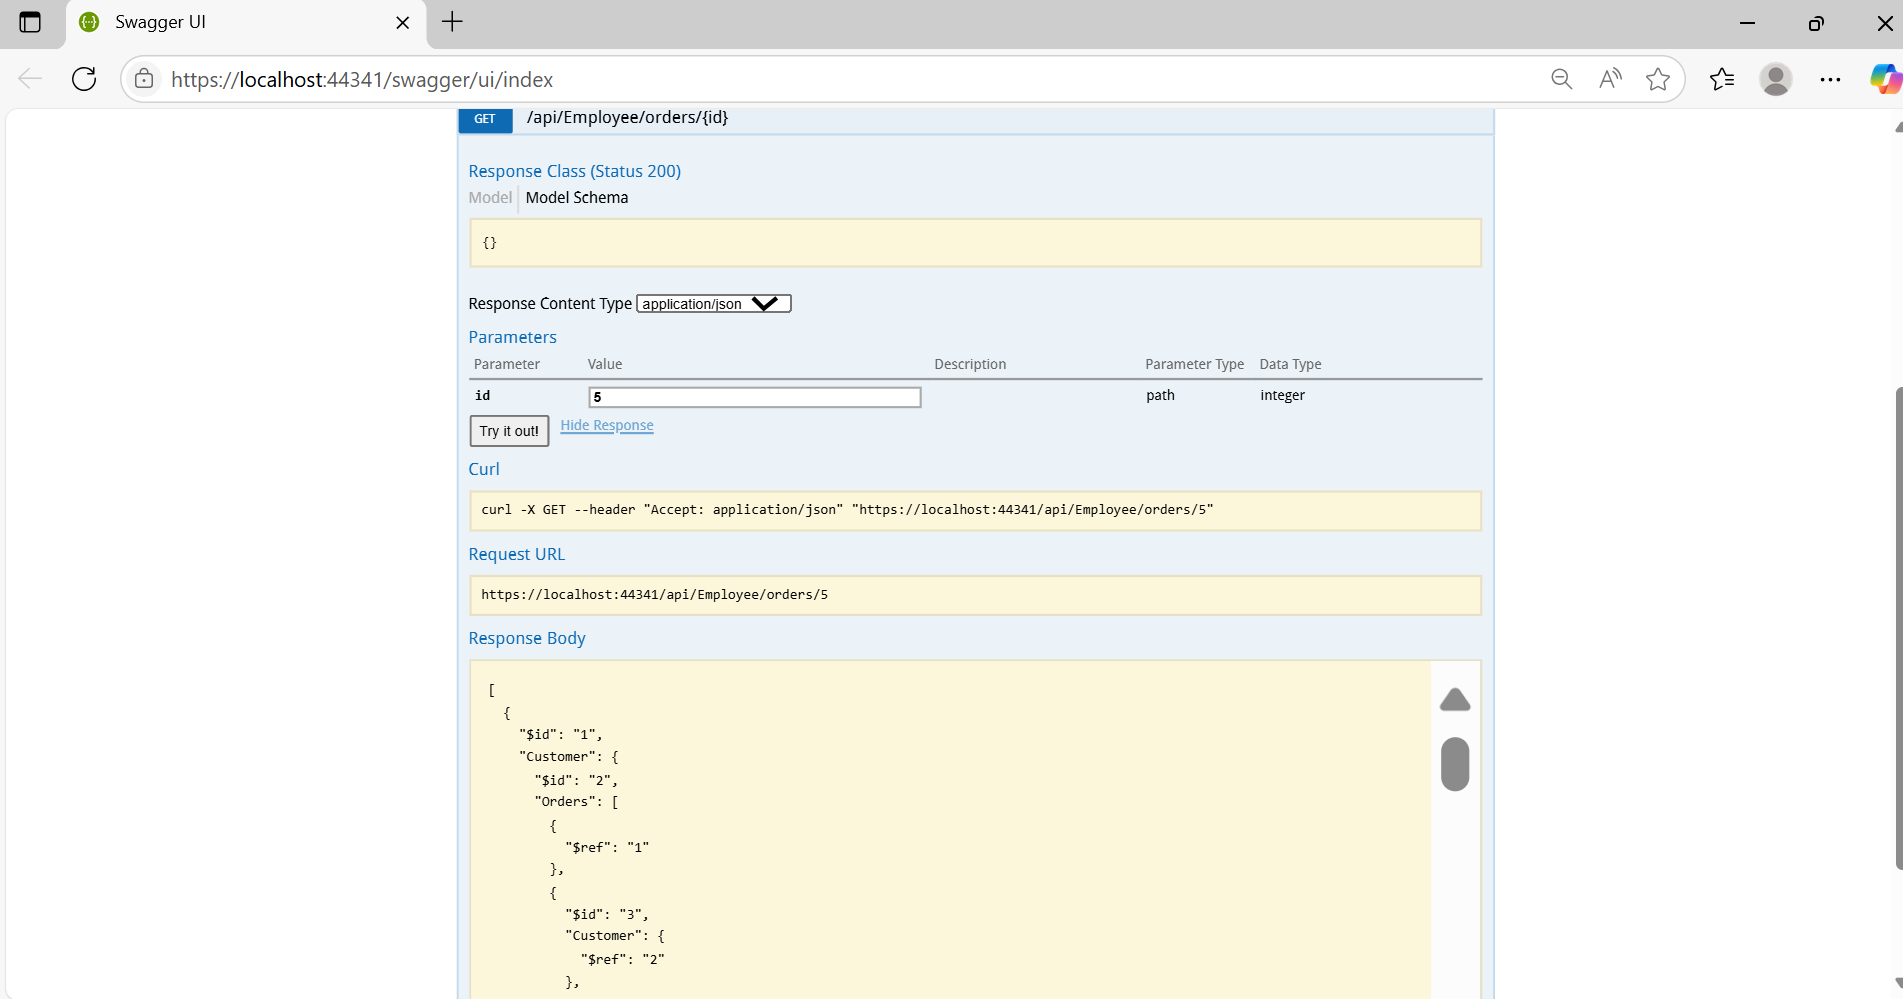 Swagger UI
https://localhost:44341/swagger/ui/index
GET /api/Employee/orders/{id}
Response Class (Status 200)
Model Model Schema
{}
Response Content Type application/json
Parameters
Parameter Value Description Parameter Type Data Type
id 5 path integer
Try it out! Hide Response
Curl
curl -X GET --header "Accept: application/json" "https://localhost:44341/api/Employee/orders/5"
Request URL
https://localhost:44341/api/Employee/orders/5
Response Body
[
{
"$id": "1",
"Customer": {
"$id": "2",
"Orders": [
{
"$ref": "1"
},
{
"$id": "3",
"Customer": {
"$ref": "2"
},